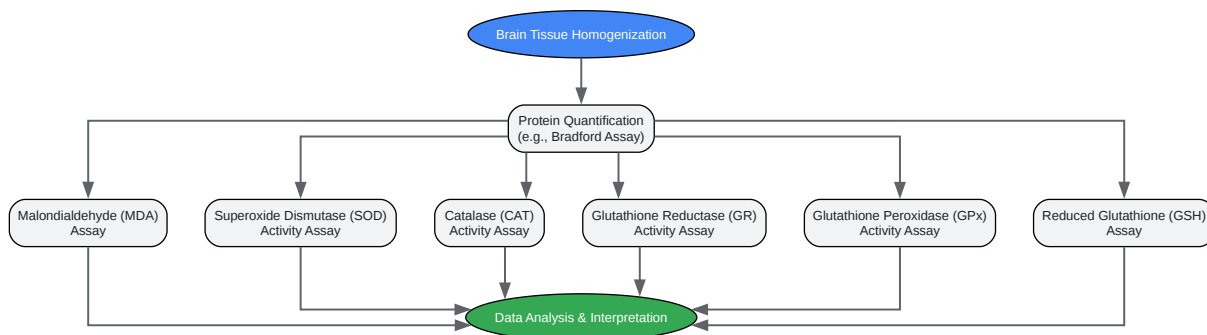 Brain Tissue Homogenization
Protein Quantification
(e.g., Bradford Assay)
Malondialdehyde (MDA)
Assay
Superoxide Dismutase (SOD)
Activity Assay
Catalase (CAT)
Activity Assay
Glutathione Reductase (GR)
Activity Assay
Glutathione Peroxidase (GPx)
Activity Assay
Reduced Glutathione (GSH)
Assay
Data Analysis & Interpretation